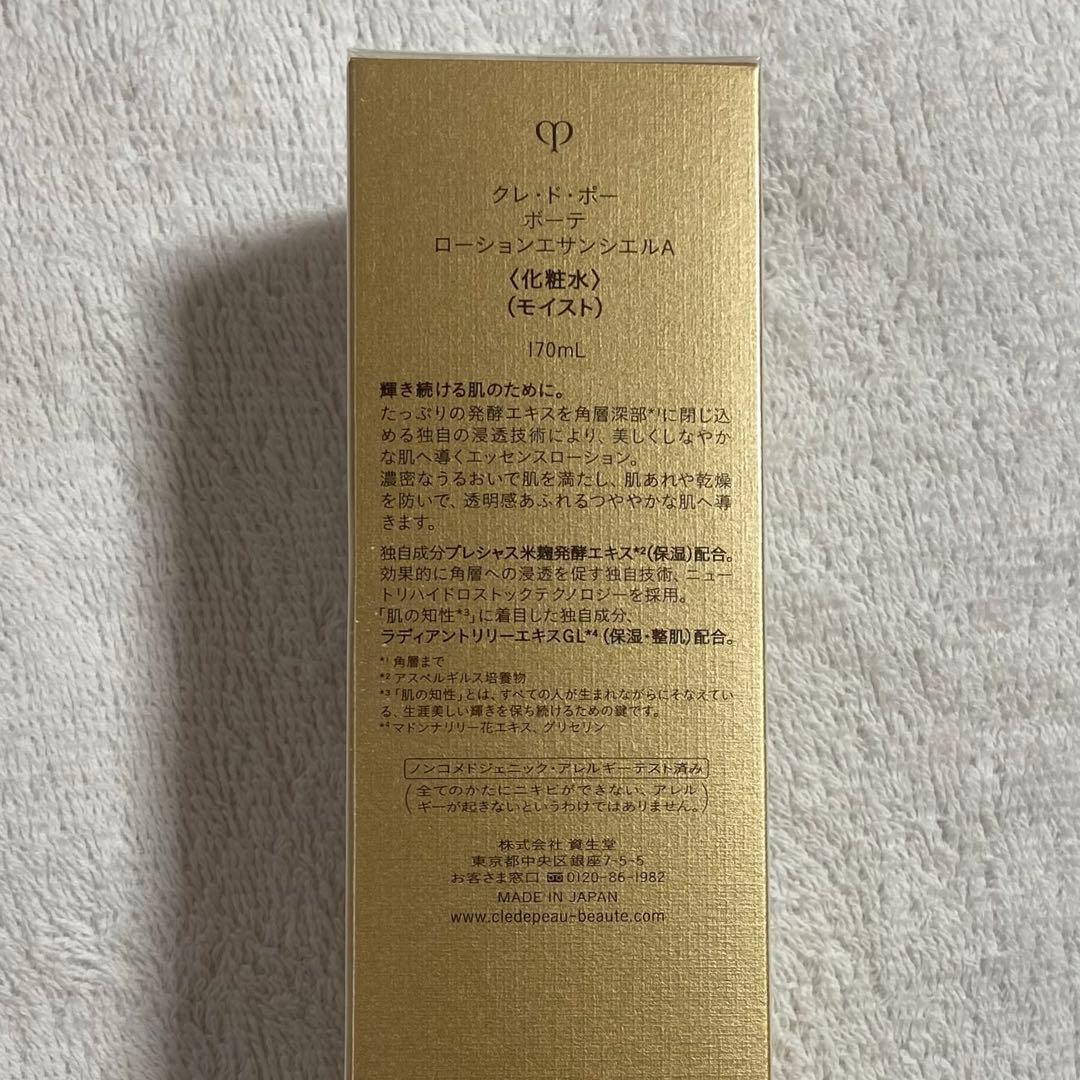 クレ・ド・ポー
ボーテ
ローションエサンシエルA
〈化粧水〉
(モイスト)
170mL
輝き続ける肌のために。
たっぷりの発酵エキスを角層深部*¹に閉じ込
める独自の浸透技術により、美しくしなやか
な肌へ導くエッセンスローション。
濃密なうるおいで肌を満たし、肌あれや乾燥
を防いで、透明感あふれるつややかな肌へ導
きます。
独自成分プレシャス米麹発酵エキス*²(保湿)配合。
効果的に角層への浸透を促す独自技術、ニュー
トリハイドロストックテクノロジーを採用。
「肌の知性*³」に着目した独自成分、
ラディアントリリーエキスGL*⁴(保湿・整肌)配合。
*¹ 角層まで
*² アスペルギルス培養物
*³「肌の知性」とは、すべての人が生まれながらにそなえてい
る、生涯美しい輝きを保ち続けるための鍵です。
*⁴ マドンナリリー花エキス、グリセリン
ノンコメドジェニック・アレルギーテスト済み
(全てのかたにニキビができない、アレル
ギーが起きないというわけではありません。)
株式会社 資生堂
東京都中央区銀座7-5-5
お客さま窓口 0120-86-1982
MADE IN JAPAN
www.cledepeau-beaute.com